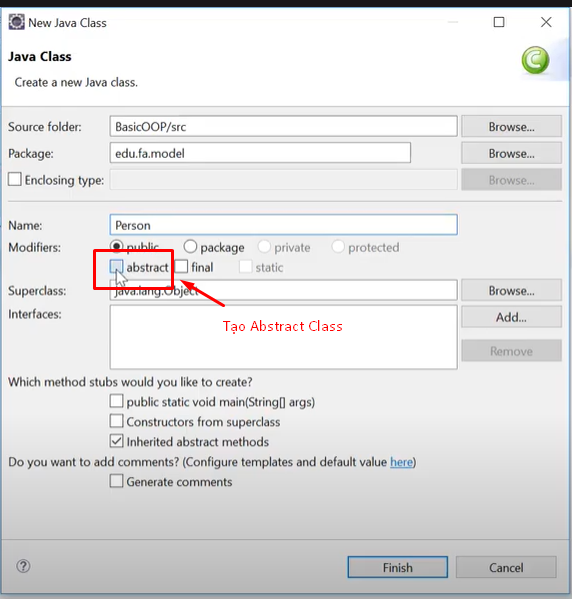 New Java Class
Java Class
Create a new Java class.
Source folder: BasicOOP/src Browse...
Package: edu.fa.model Browse...
Enclosing type: Browse...
Name: Person
Modifiers: public package private protected
abstract final static
Superclass: java.lang.Object Browse...
Tạo Abstract Class
Interfaces: Add...
Remove
Which method stubs would you like to create?
public static void main(String[] args)
Constructors from superclass
Inherited abstract methods
Do you want to add comments? (Configure templates and default value here)
Generate comments
? Finish Cancel